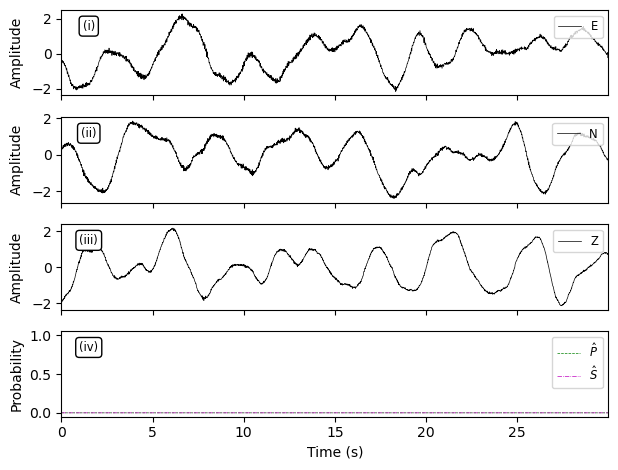 2
0
−2
Amplitude
(i)
E
2
0
−2
Amplitude
(ii)
N
2
0
−2
Amplitude
(iii)
Z
1.0
0.5
0.0
Probability
(iv)
P̂
Ŝ
0 5 10 15 20 25
Time (s)